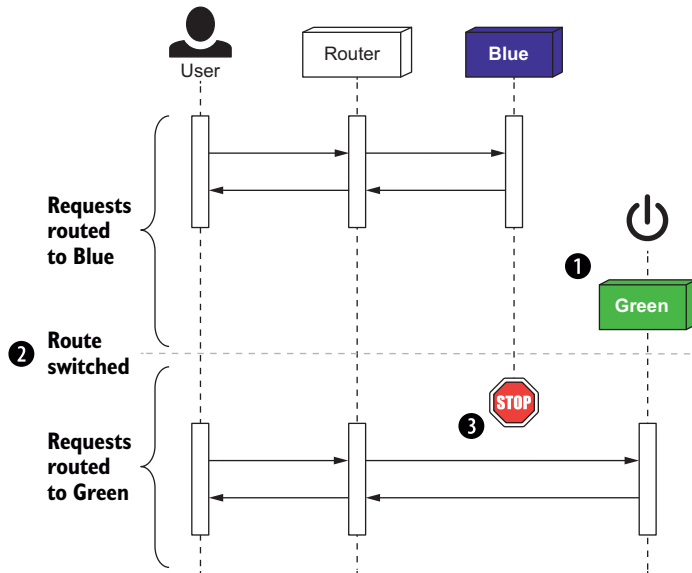 User
Router
Blue
Requests
routed
to Blue
1
Green
2
Route
switched
STOP
3
Requests
routed
to Green